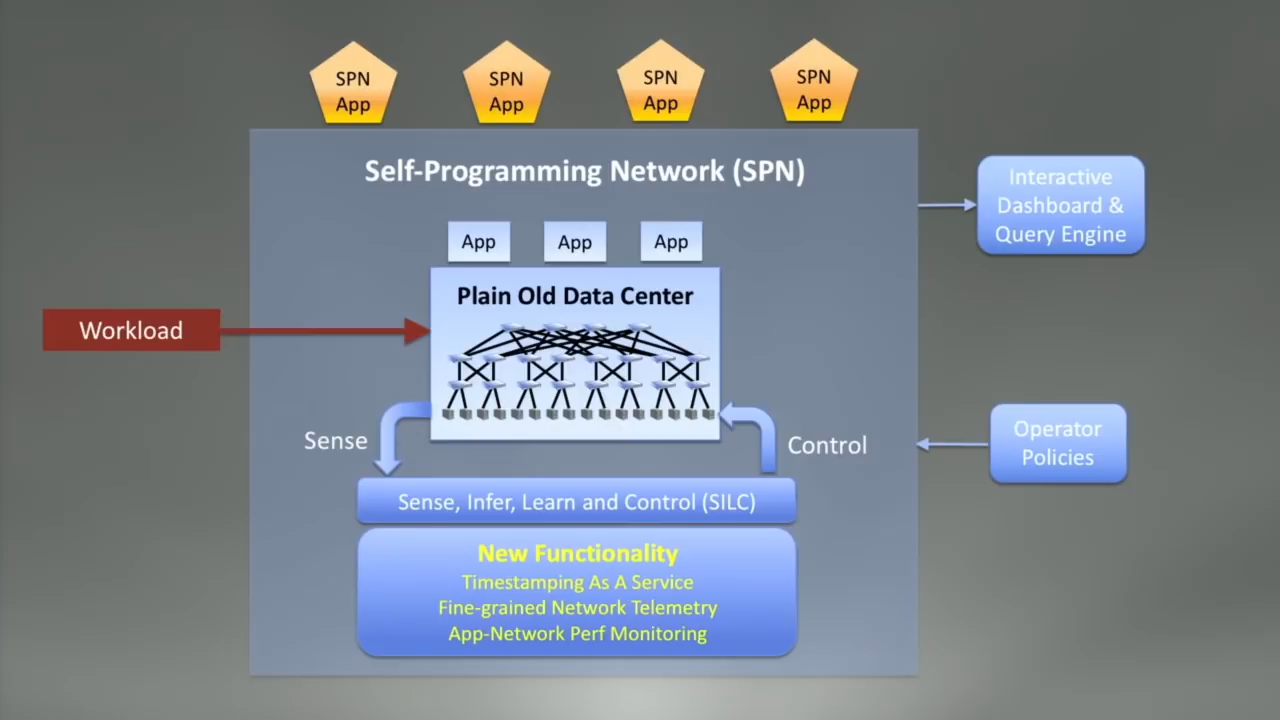 SPN
App
SPN
App
SPN
App
SPN
App
Self-Programming Network (SPN)
Interactive
Dashboard &
Query Engine
App
App
App
Plain Old Data Center
Workload
Sense
Control
Operator
Policies
Sense, Infer, Learn and Control (SILC)
New Functionality
Timestamping As A Service
Fine-grained Network Telemetry
App-Network Perf Monitoring